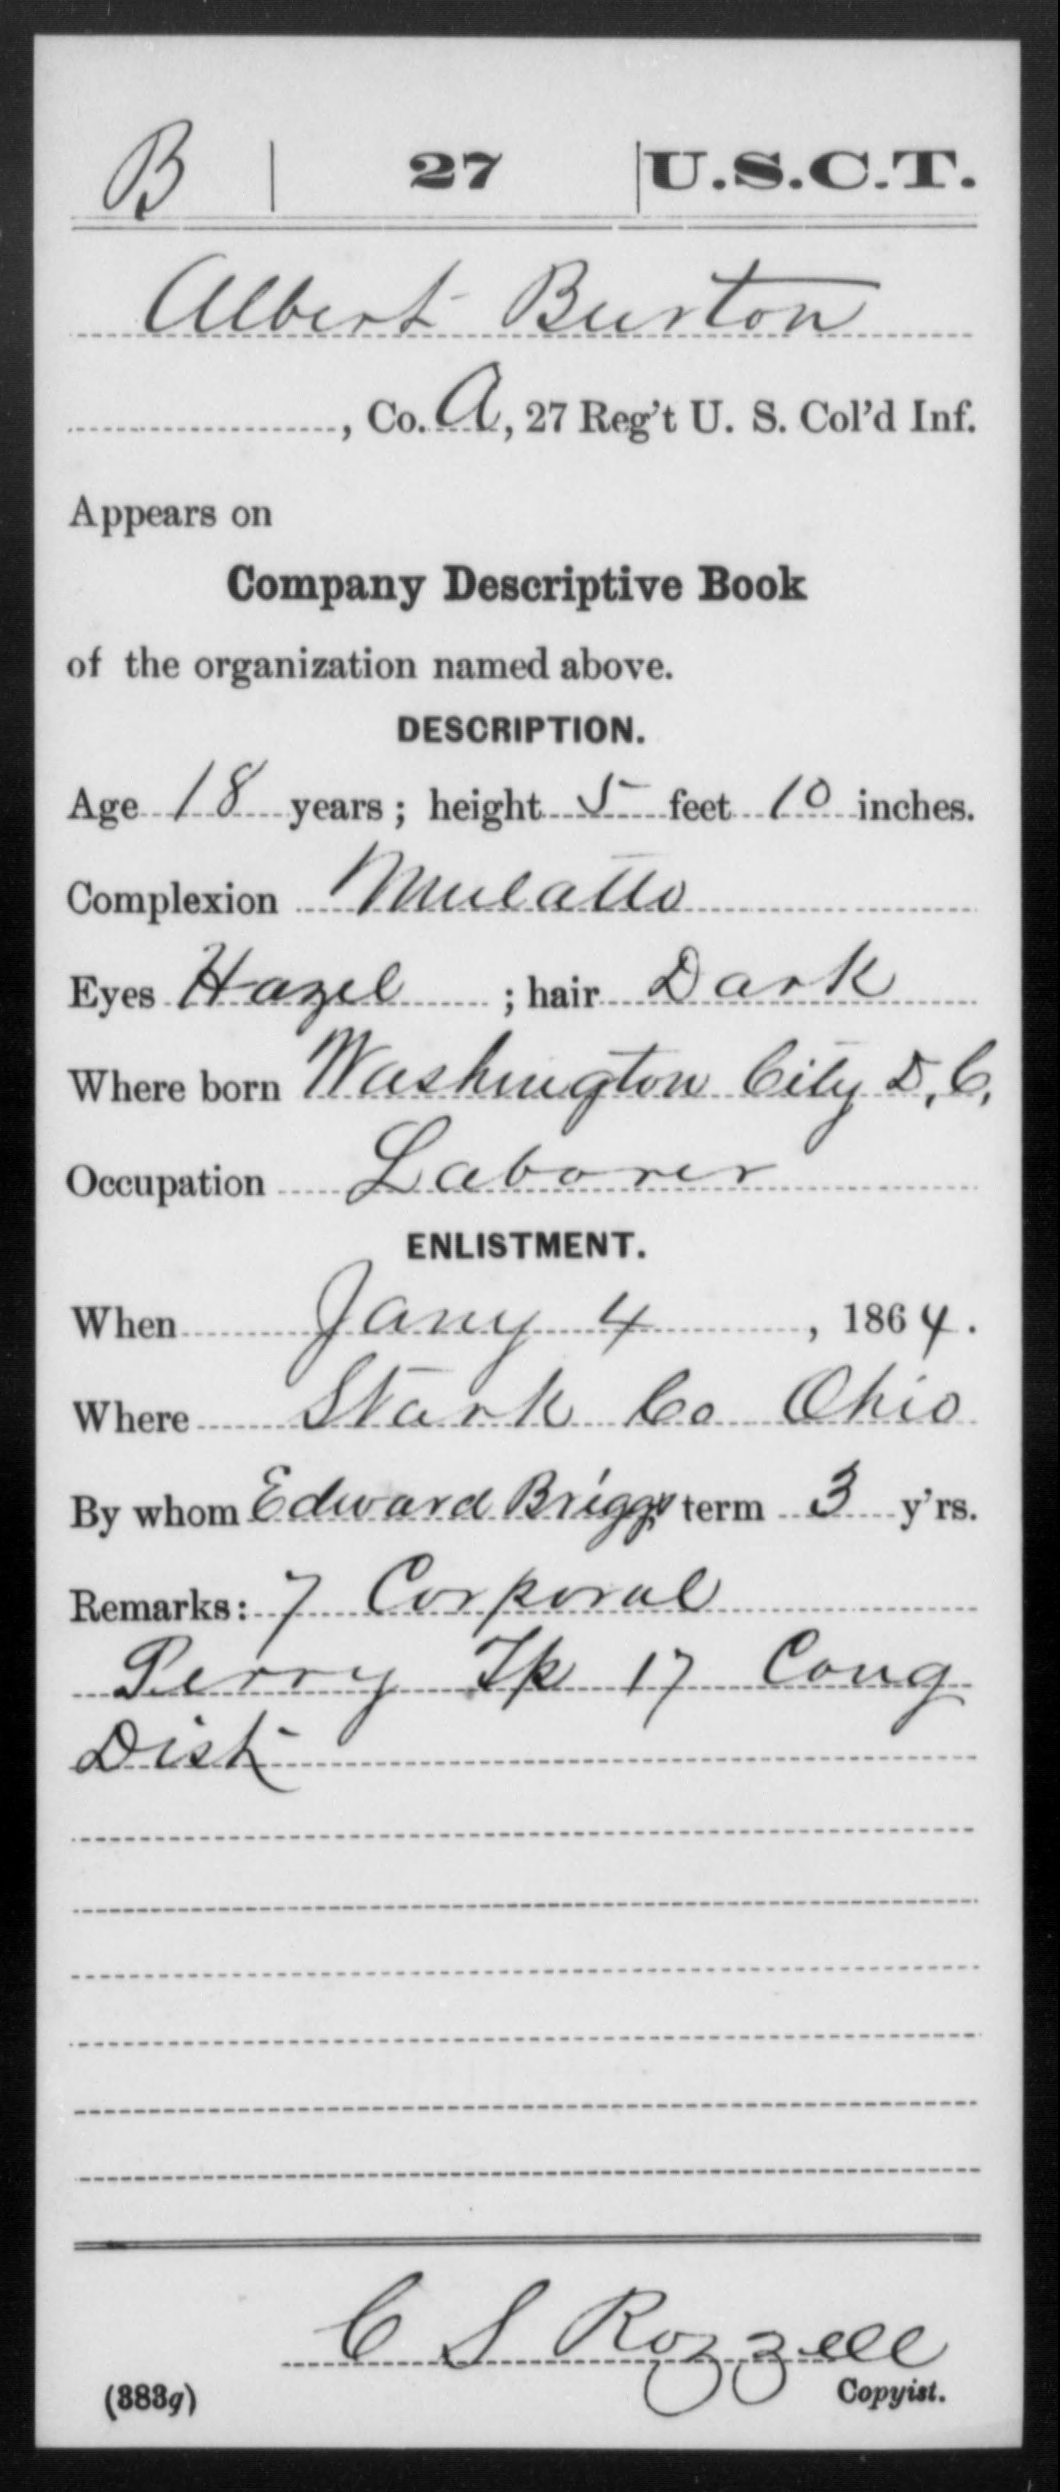 B | 27 | U.S.C.T.
Albert Burton
, Co. A, 27 Reg't U. S. Col'd Inf.
Appears on
Company Descriptive Book
of the organization named above.
DESCRIPTION.
Age 18 years; height 5 feet 10 inches.
Complexion Mulatto
Eyes Hazel ; hair Dark
Where born Washington City D, C,
Occupation Laborer
ENLISTMENT.
When Jany 4, 1864.
Where Stark Co Ohio
By whom Edward Briggs term 3 y'rs.
Remarks: 7 Corporal
Perry Tp 17 Cong
Dist
C S Rozzell
(383g) Copyist.